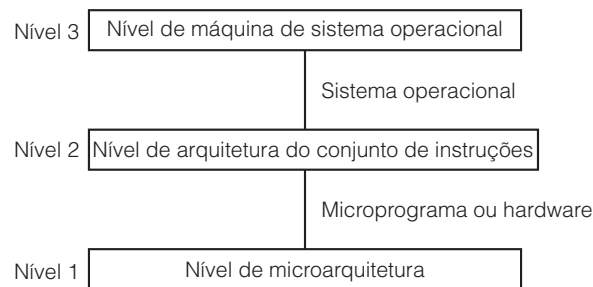 Nível 3 Nível de máquina de sistema operacional
Sistema operacional
Nível 2 Nível de arquitetura do conjunto de instruções
Microprograma ou hardware
Nível 1 Nível de microarquitetura